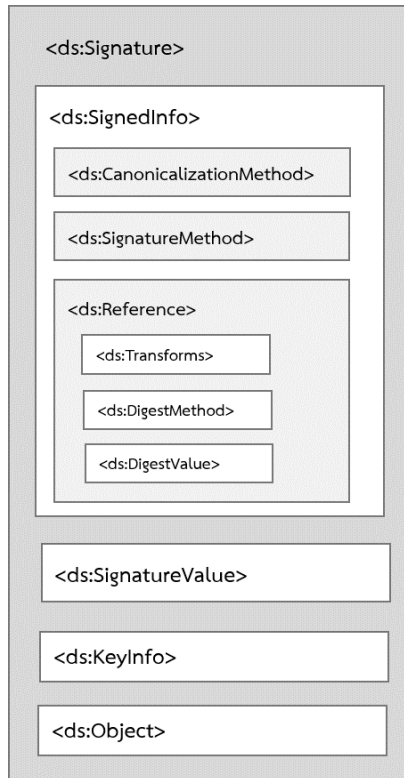 <ds:Signature>
<ds:SignedInfo>
<ds:CanonicalizationMethod>
<ds:SignatureMethod>
<ds:Reference>
<ds:Transforms>
<ds:DigestMethod>
<ds:DigestValue>
<ds:SignatureValue>
<ds:KeyInfo>
<ds:Object>